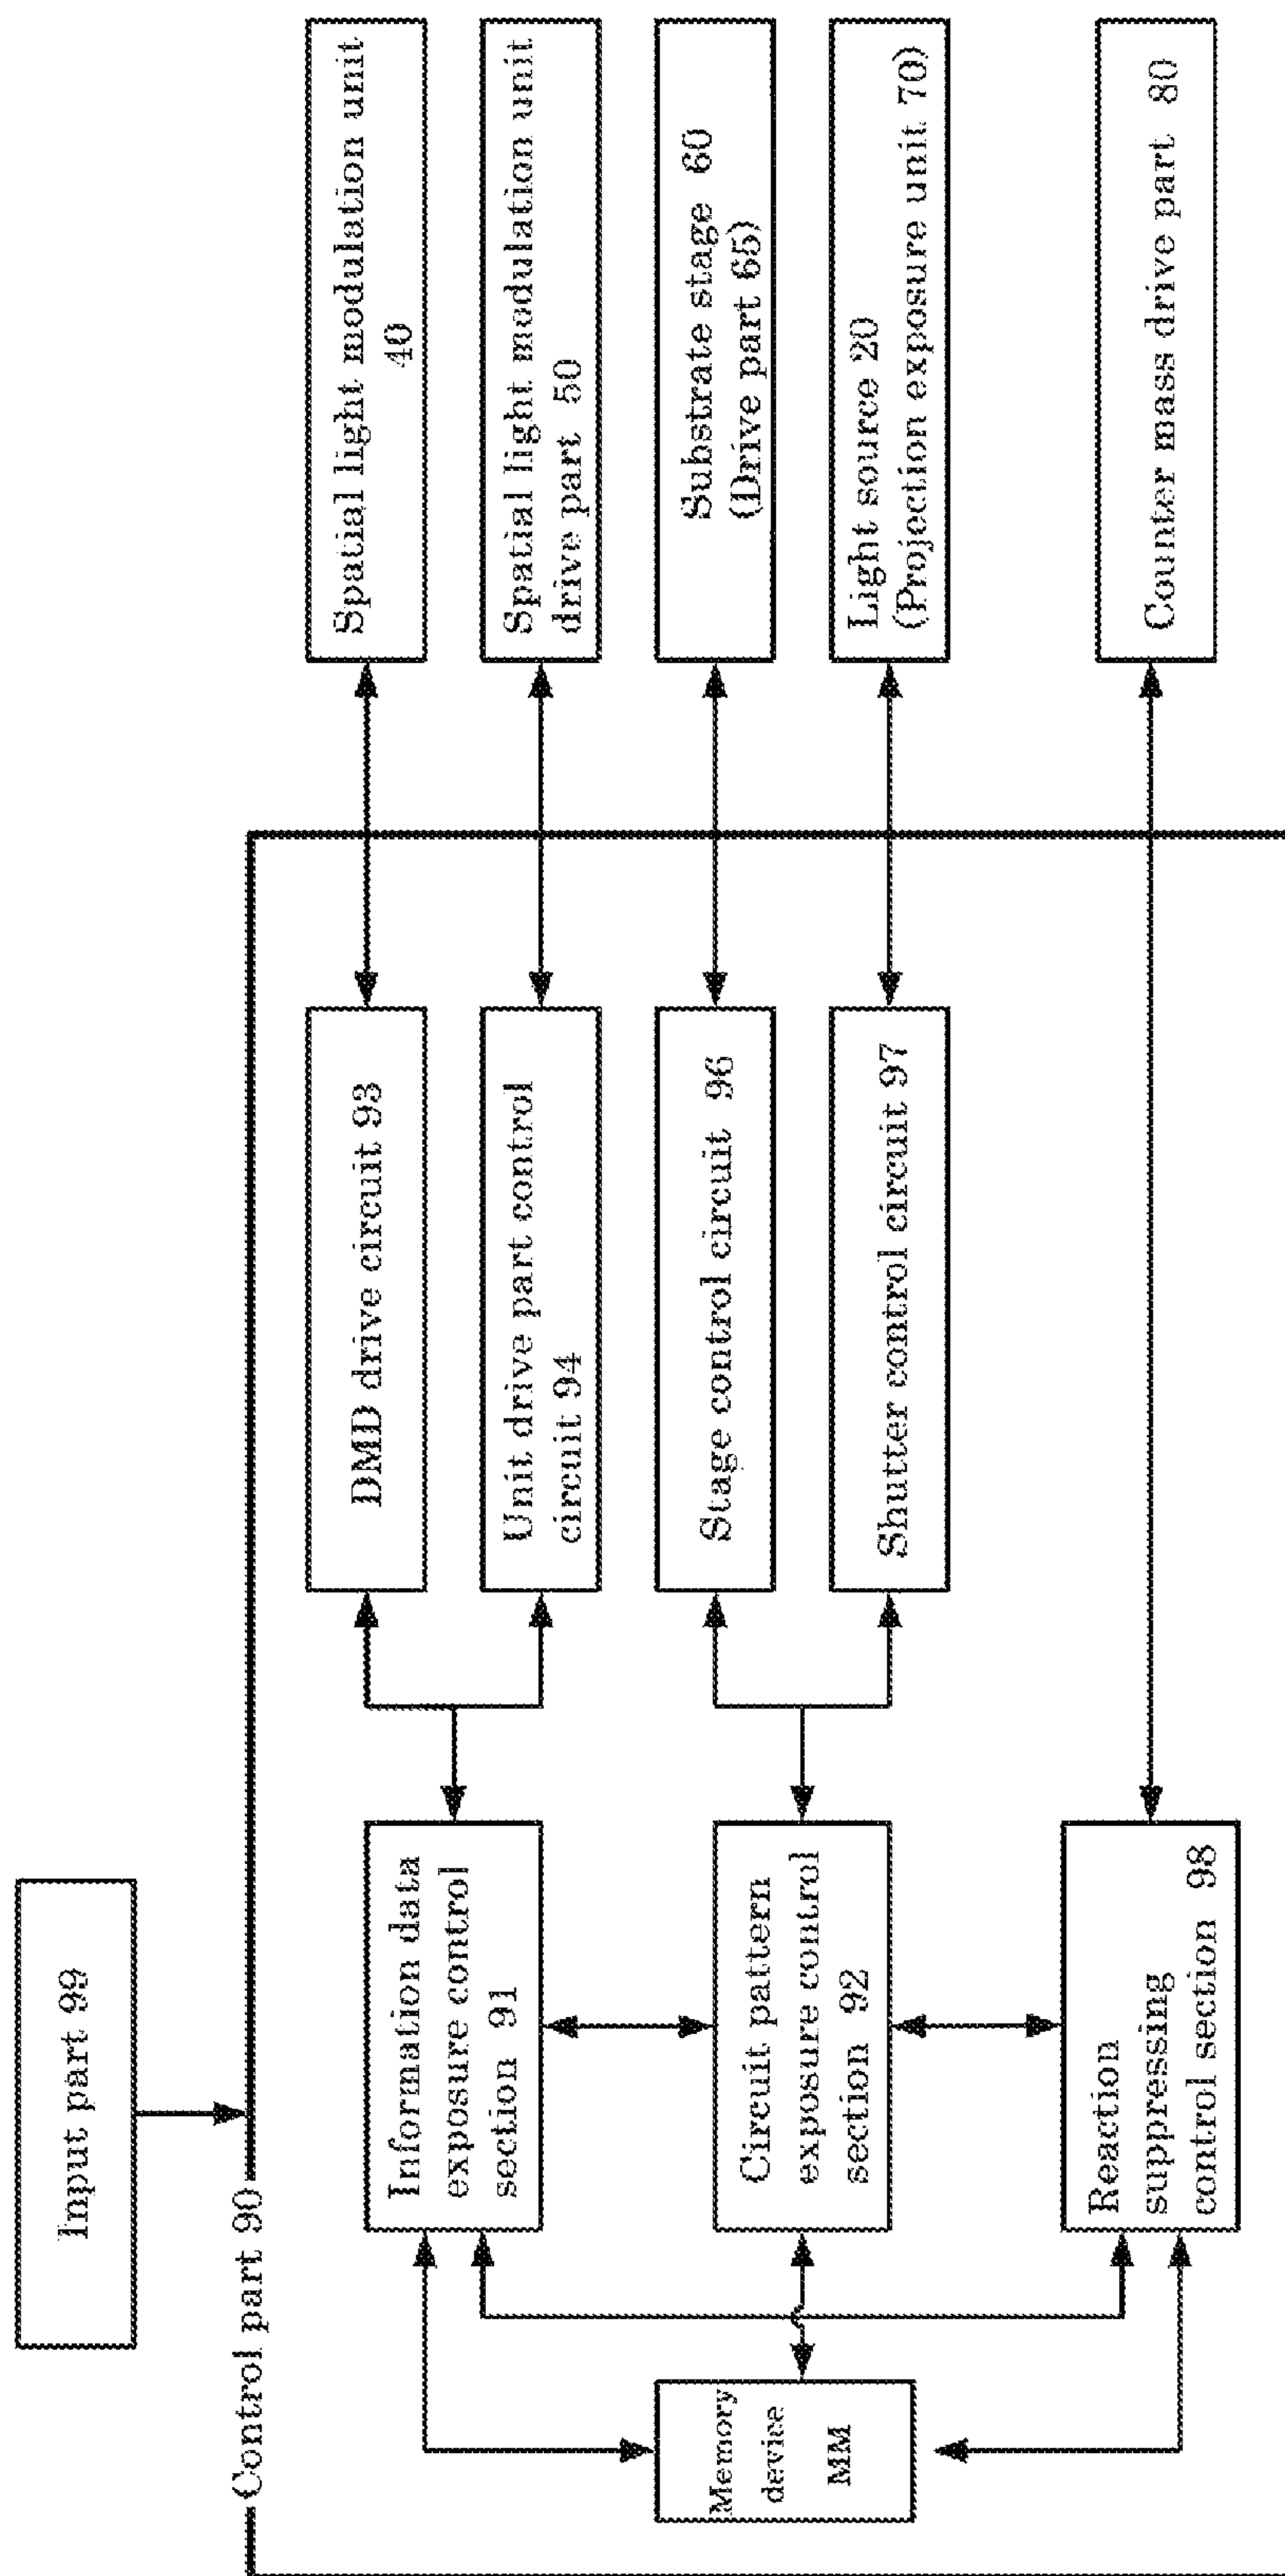 Input part 99
Control part 90
Memory
device
MM
Information data
exposure control
section 91
Circuit pattern
exposure control
section 92
Reaction
suppressing
control section 98
DMD drive circuit 93
Unit drive part control
circuit 94
Stage control circuit 96
Shutter control circuit 97
Spatial light modulation unit
40
Spatial light modulation unit
drive part 50
Substrate stage 60
(Drive part 65)
Light source 20
(Projection exposure unit 70)
Counter mass drive part 80